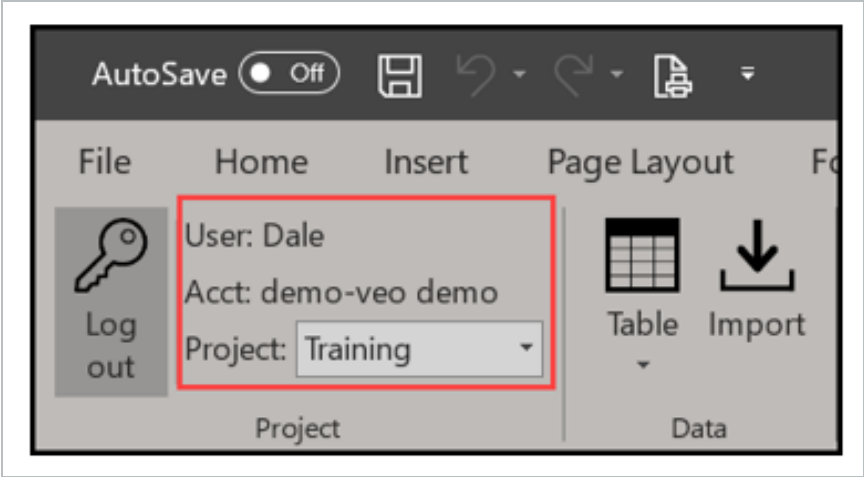 AutoSave Off
File Home Insert Page Layout
User: Dale
Acct: demo-veo demo
Project: Training
Log
out
Table Import
Project Data